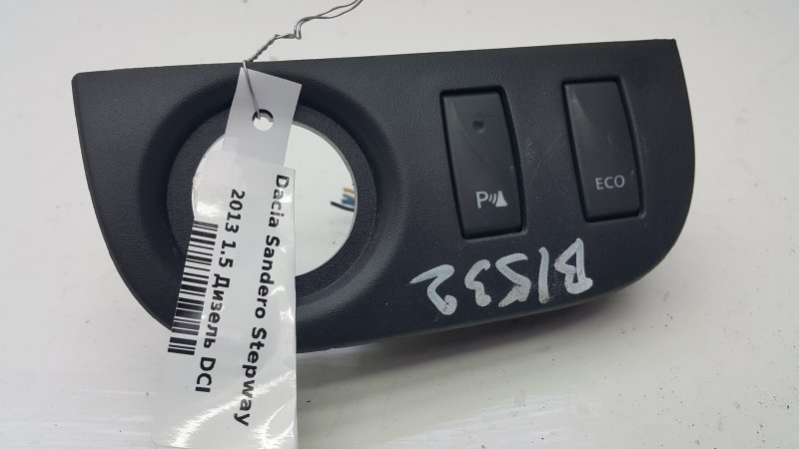 Dacia Sandero Stepway
2013 1.5 Дизель DCI
P
ECO
B1532